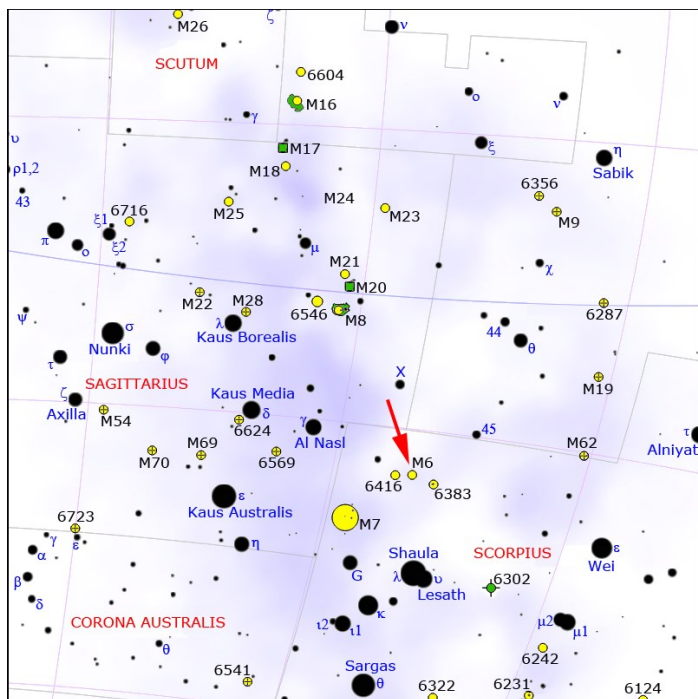 ζ
M26
ν
SCUTUM
6604
ο
ν
M16
γ
υ
M17
ξ
η
Sabik
ρ1,2
M18
43
M24
6356
M25
M23
M9
6716
ξ1
π
ο
ξ2
μ
χ
M21
M20
M22
M28
6546
M8
6287
ψ
λ
Kaus Borealis
44
σ
Nunki
θ
φ
τ
M19
SAGITTARIUS
Kaus Media
X
ζ
Axilla
δ
M54
6624
γ
Al Nasl
45
τ
Alniyat
M62
M70
M69
6569
M6
6416
6383
ε
Kaus Australis
M7
6723
γ
ε
α
η
Shaula
SCORPIUS
ε
Wei
G
β
λ
υ
Lesath
6302
δ
κ
CORONA AUSTRALIS
ι2
ι1
μ2
μ1
θ
6242
6541
Sargas
θ
6322
6231
6124